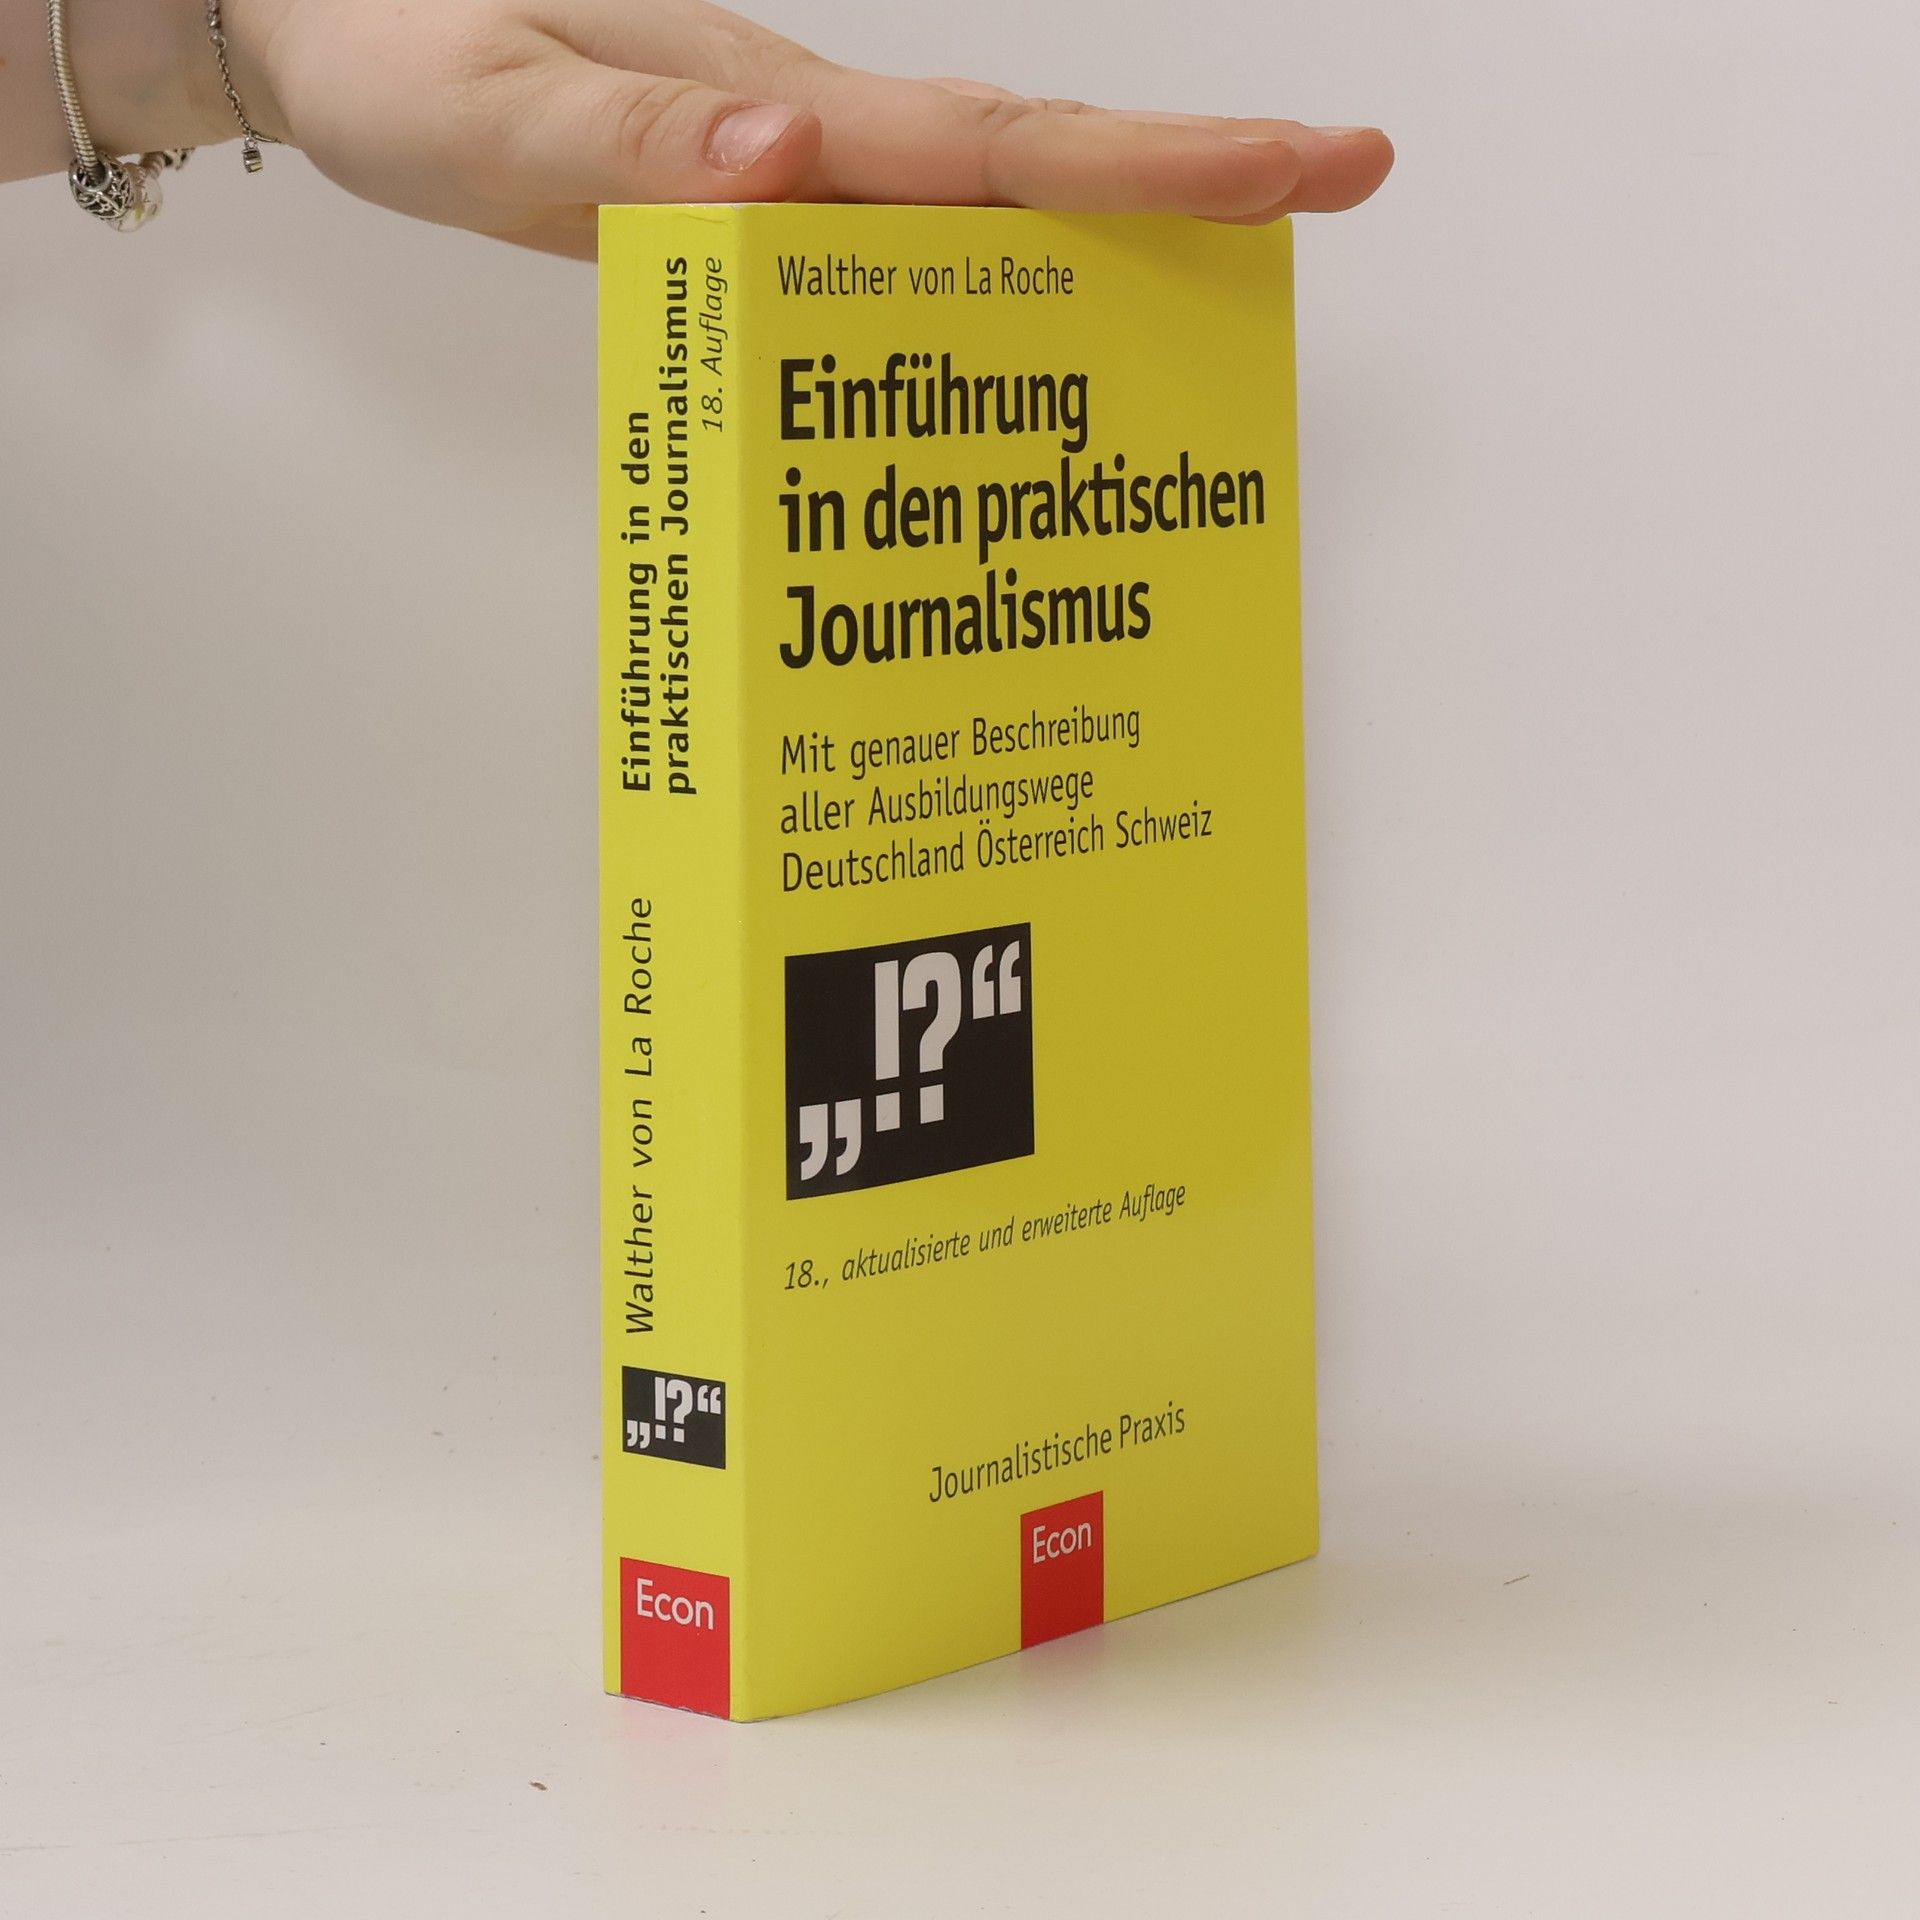 Einführung in den
praktischen Journalismus
18. Auflage
Walther von La Roche
„!?“
Econ
Walther von La Roche
Einführung
in den praktischen
Journalismus
Mit genauer Beschreibung
aller Ausbildungswege
Deutschland Österreich Schweiz
„!?“
18., aktualisierte und erweiterte Auflage
Journalistische Praxis
Econ